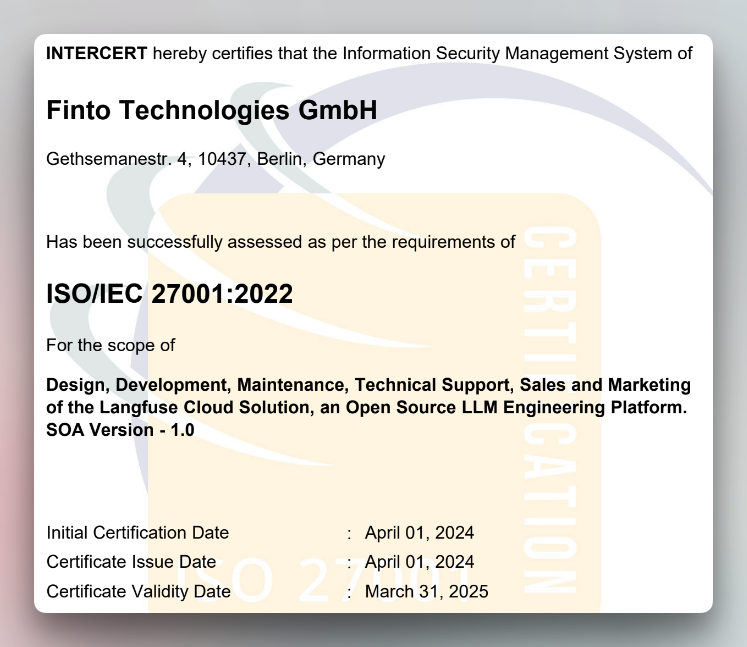 INTERCERT hereby certifies that the Information Security Management System of
Finto Technologies GmbH
Gethsemanestr. 4, 10437, Berlin, Germany
Has been successfully assessed as per the requirements of
ISO/IEC 27001:2022
For the scope of
Design, Development, Maintenance, Technical Support, Sales and Marketing
of the Langfuse Cloud Solution, an Open Source LLM Engineering Platform.
SOA Version - 1.0
Initial Certification Date : April 01, 2024
Certificate Issue Date : April 01, 2024
Certificate Validity Date : March 31, 2025
ISO 27001
CERTIFICATION